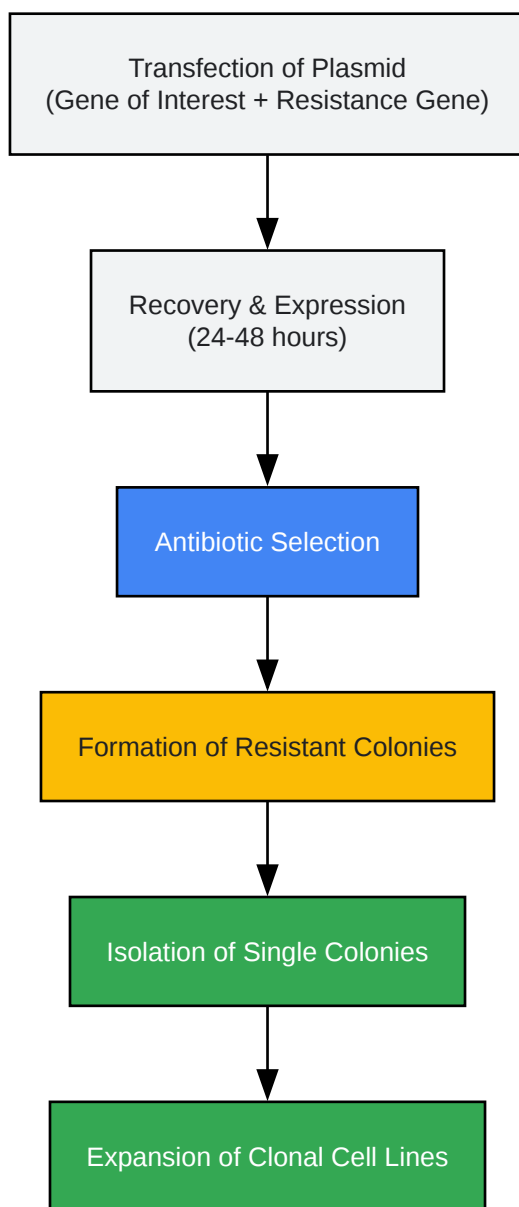 Transfection of Plasmid
(Gene of Interest + Resistance Gene)
Recovery & Expression
(24-48 hours)
Antibiotic Selection
Formation of Resistant Colonies
Isolation of Single Colonies
Expansion of Clonal Cell Lines